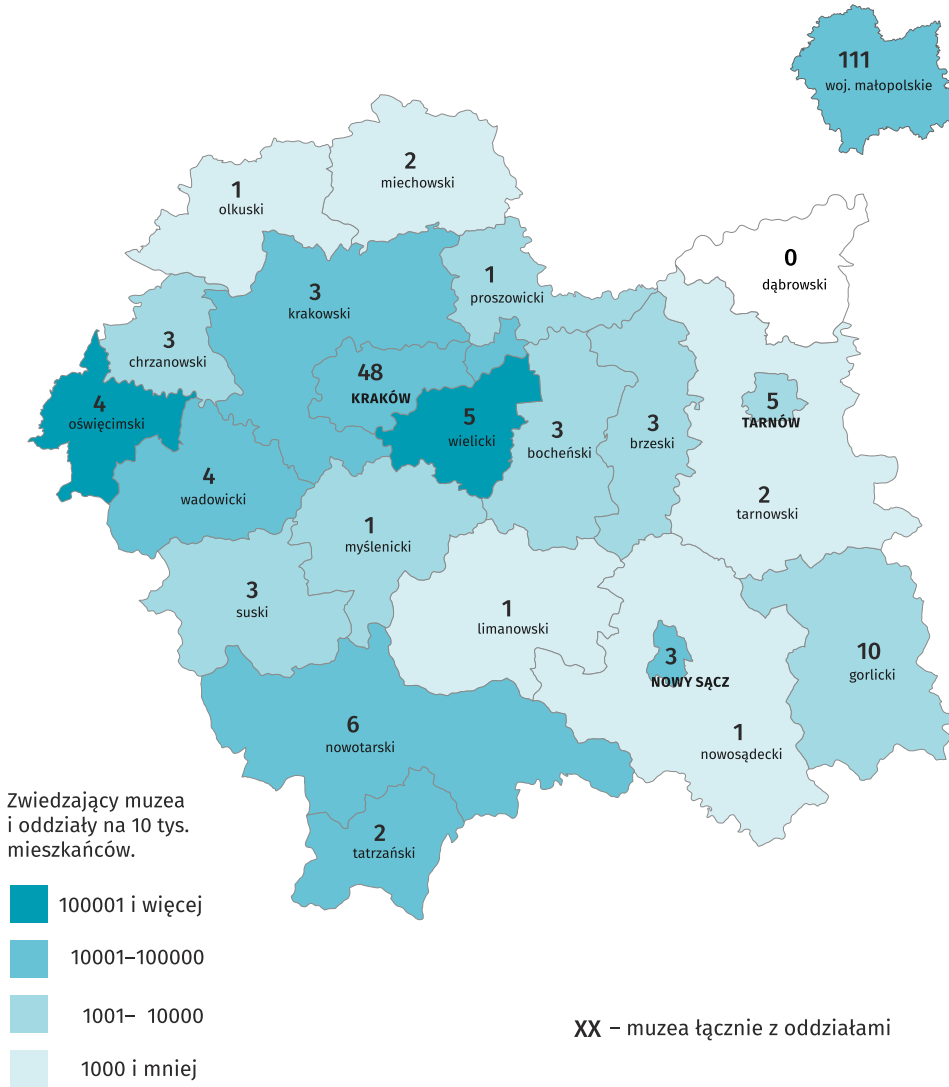 111
woj. małopolskie
2
miechowski
1
olkuski
0
dąbrowski
1
proszowicki
3
krakowski
3
chrzanowski
48
KRAKÓW
4
oświęcimski
5
wielicki
3
bocheński
3
brzeski
5
TARNÓW
4
wadowicki
2
tarnowski
1
myślenicki
3
suski
1
limanowski
3
NOWY SĄCZ
10
gorlicki
6
nowotarski
1
nowosądecki
2
tatrzański
Zwiedzający muzea
i oddziały na 10 tys.
mieszkańców.
100001 i więcej
10001–100000
1001– 10000
1000 i mniej
XX – muzea łącznie z oddziałami